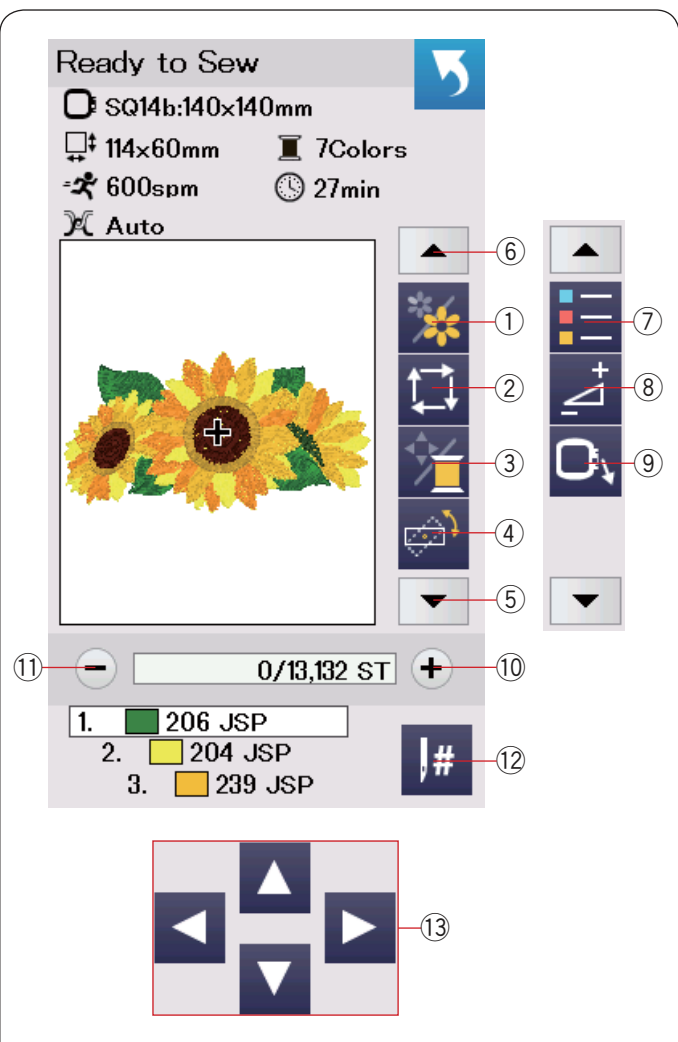 Ready to Sew
SQ14b:140x140mm
114x60mm 7Colors
600spm 27min
Auto
⑥
①
②
③
④
⑤
⑦
⑧
⑨
⑪ − 0/13,132 ST + ⑩
1. 206 JSP
2. 204 JSP
3. 239 JSP
# ⑫
⑬